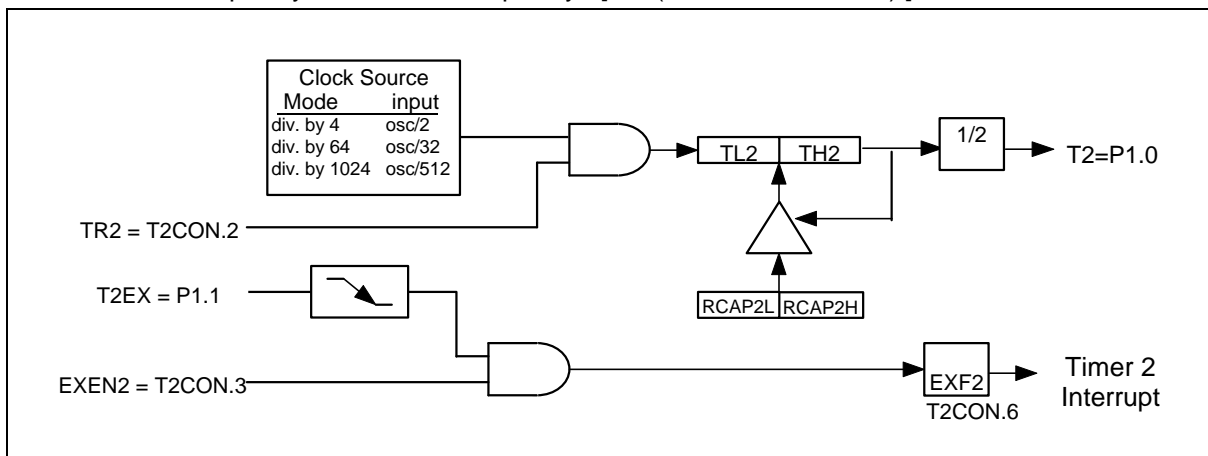 Clock Source
Mode input
div. by 4 osc/2
div. by 64 osc/32
div. by 1024 osc/512
TL2 TH2
1/2
T2=P1.0
TR2 = T2CON.2
T2EX = P1.1
RCAP2L RCAP2H
EXEN2 = T2CON.3
EXF2
T2CON.6
Timer 2
Interrupt